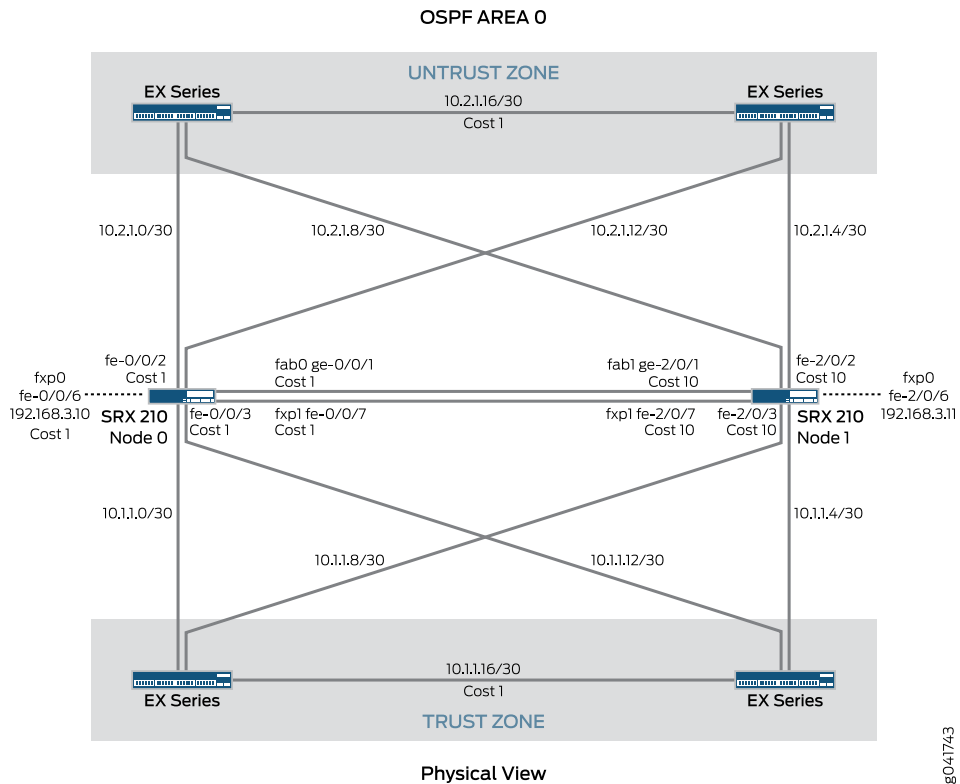 OSPF AREA 0
UNTRUST ZONE
EX Series
10.2.1.16/30
Cost 1
EX Series
10.2.1.0/30
10.2.1.8/30
10.2.1.12/30
10.2.1.4/30
fxp0
fe-0/0/6
192.168.3.10
Cost 1
fe-0/0/2
Cost 1
SRX 210
Node 0
fe-0/0/3
Cost 1
fab0 ge-0/0/1
Cost 1
fxp1 fe-0/0/7
Cost 1
fab1 ge-2/0/1
Cost 10
fxp1 fe-2/0/7
Cost 10
fe-2/0/3
Cost 10
fe-2/0/2
Cost 10
SRX 210
Node 1
fxp0
fe-2/0/6
192.168.3.11
10.1.1.0/30
10.1.1.8/30
10.1.1.12/30
10.1.1.4/30
EX Series
10.1.1.16/30
Cost 1
EX Series
TRUST ZONE
Physical View
g041743